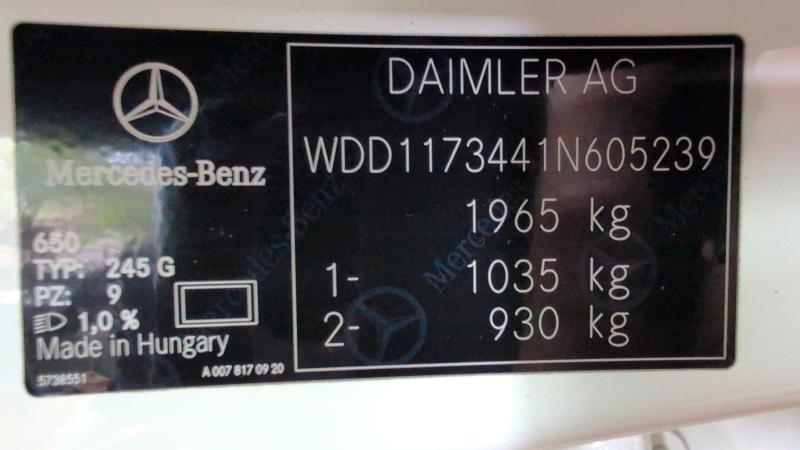 Mercedes-Benz
650
TYP: 245 G
PZ: 9
1,0 %
Made in Hungary
5738551
A 007 817 09 20
DAIMLER AG
WDD1173441N605239
1965 kg
1- 1035 kg
2- 930 kg